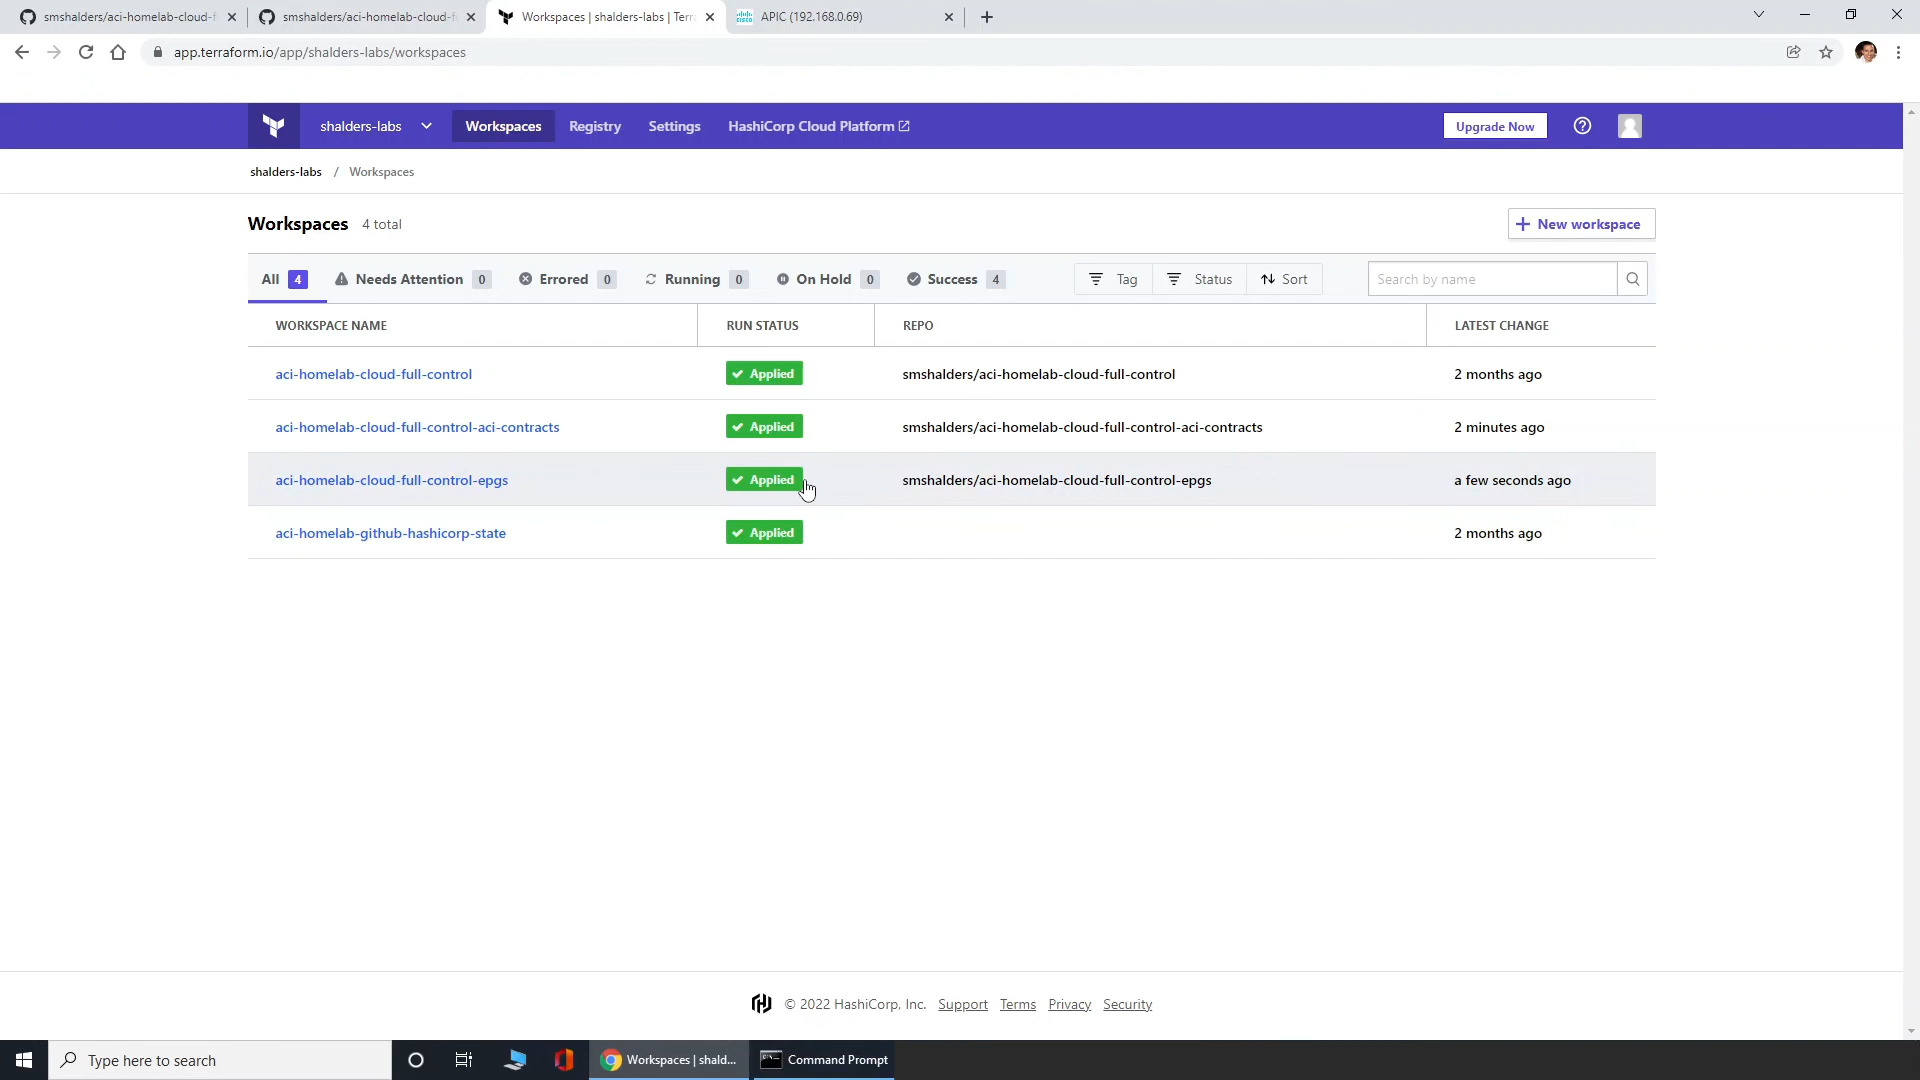 smshalders/aci-homelab-cloud-f
smshalders/aci-homelab-cloud-f
Workspaces | shalders-labs | Terr
APIC (192.168.0.69)
app.terraform.io/app/shalders-labs/workspaces
shalders-labs
Workspaces
Registry
Settings
HashiCorp Cloud Platform
Upgrade Now
shalders-labs / Workspaces
Workspaces 4 total
+ New workspace
All 4
Needs Attention 0
Errored 0
Running 0
On Hold 0
Success 4
Tag
Status
Sort
Search by name
WORKSPACE NAME RUN STATUS REPO LATEST CHANGE
aci-homelab-cloud-full-control Applied smshalders/aci-homelab-cloud-full-control 2 months ago
aci-homelab-cloud-full-control-aci-contracts Applied smshalders/aci-homelab-cloud-full-control-aci-contracts 2 minutes ago
aci-homelab-cloud-full-control-epgs Applied smshalders/aci-homelab-cloud-full-control-epgs a few seconds ago
aci-homelab-github-hashicorp-state Applied 2 months ago
© 2022 HashiCorp, Inc. Support Terms Privacy Security
Type here to search
Workspaces | shald...
Command Prompt